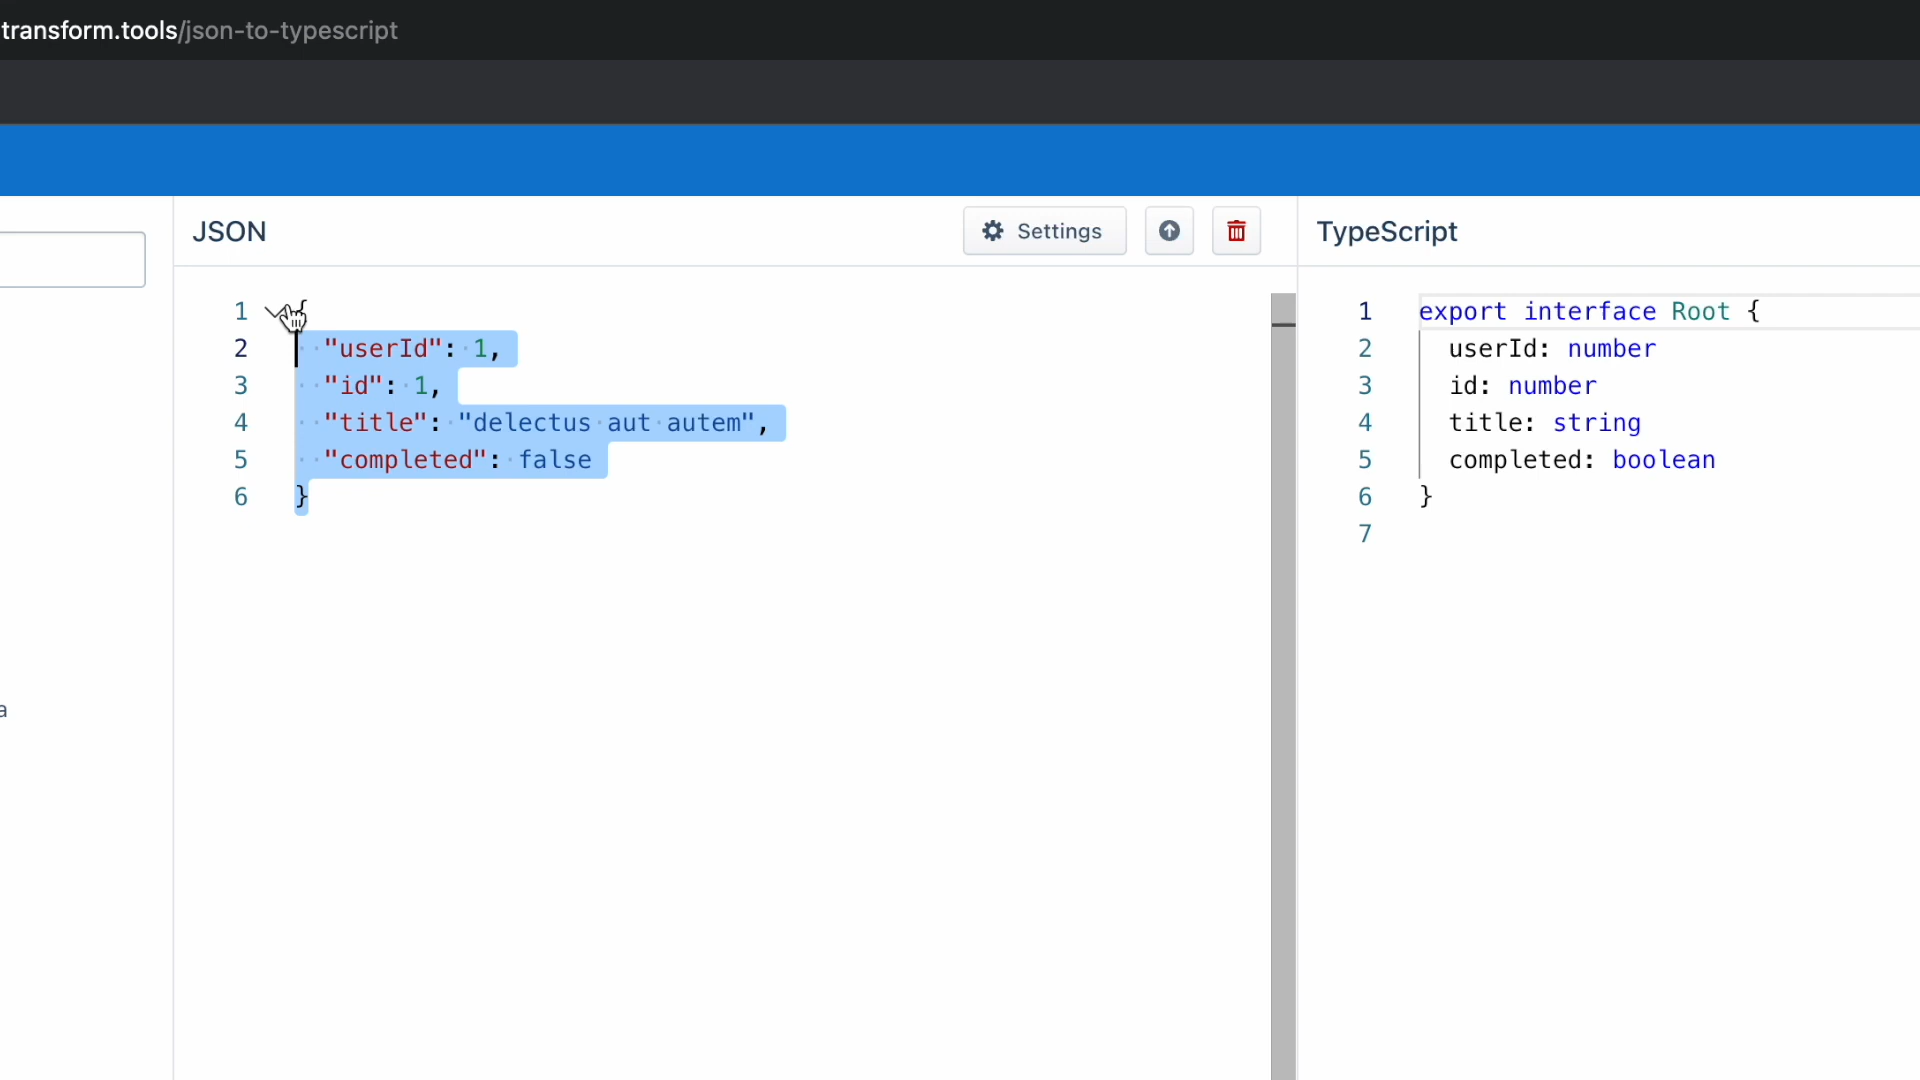 transform.tools/json-to-typescript
JSON
Settings
TypeScript
1 {
2 "userId": 1,
3 "id": 1,
4 "title": "delectus aut autem",
5 "completed": false
6 }
1 export interface Root {
2 userId: number
3 id: number
4 title: string
5 completed: boolean
6 }
7
a